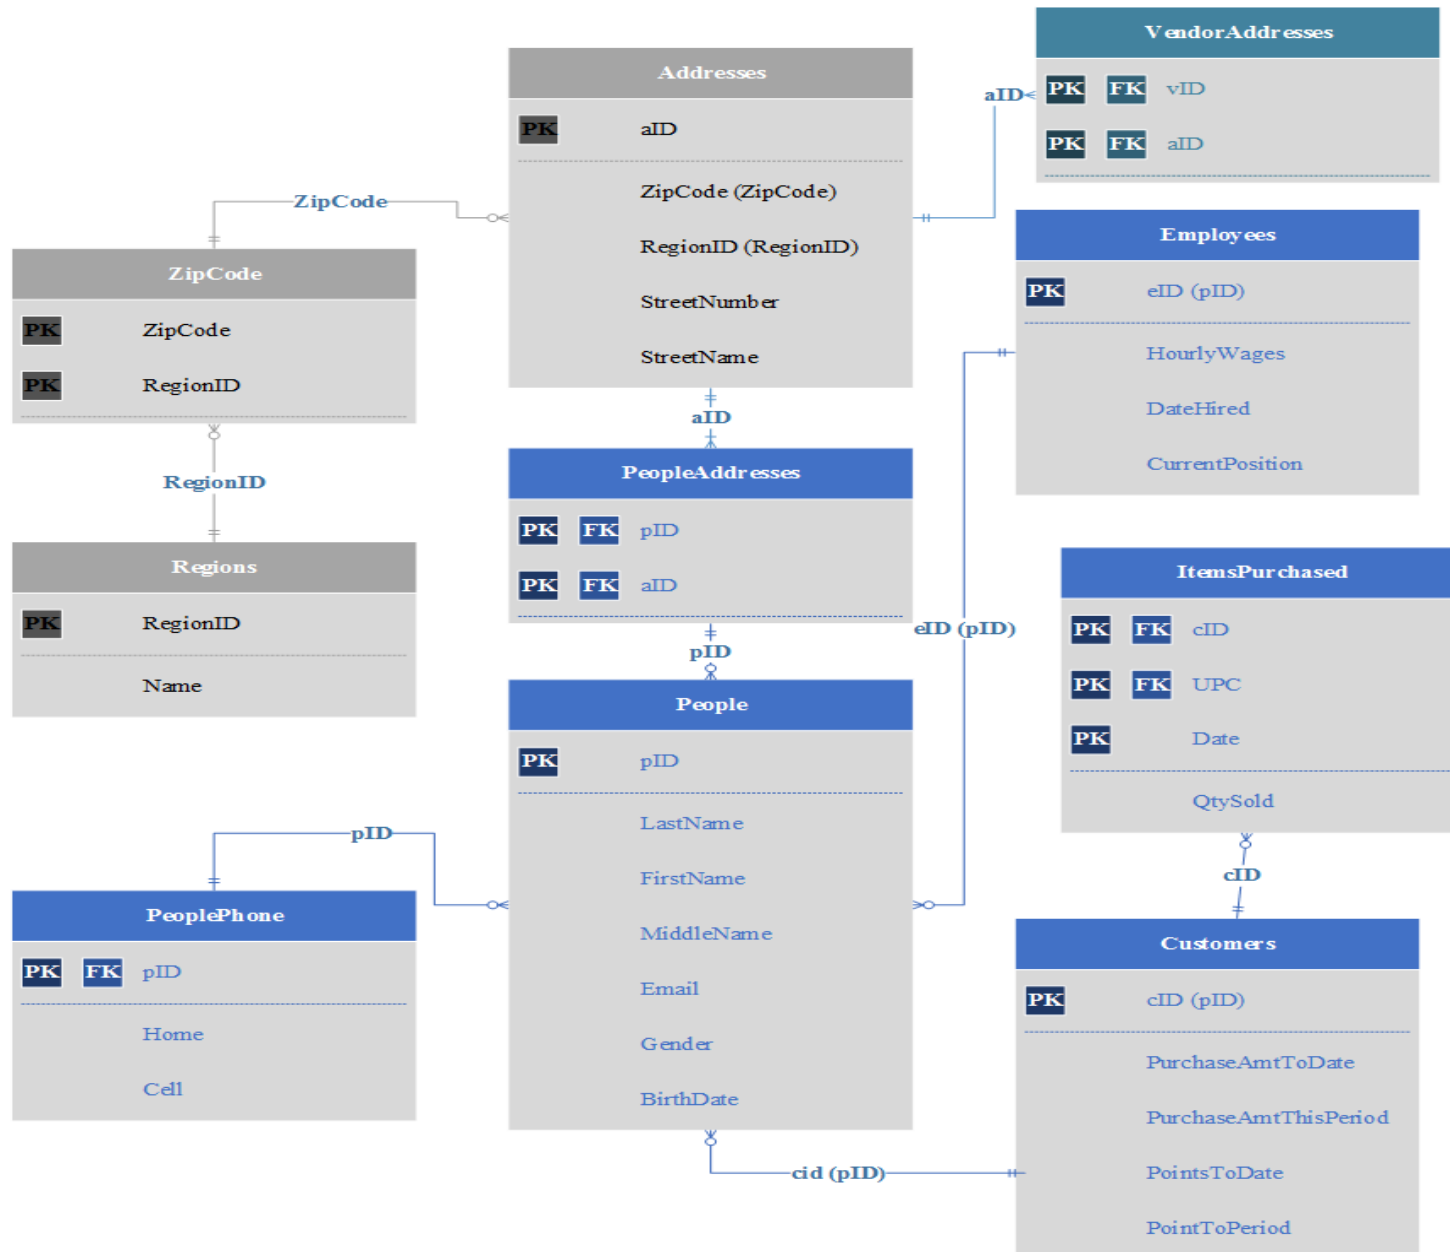 VendorAddresses
PK FK vID
PK FK aID
aID
Addresses
PK aID
ZipCode (ZipCode)
RegionID (RegionID)
StreetNumber
StreetName
ZipCode
ZipCode
PK ZipCode
PK RegionID
RegionID
Regions
PK RegionID
Name
Employees
PK eID (pID)
HourlyWages
DateHired
CurrentPosition
aID
PeopleAddresses
PK FK pID
PK FK aID
pID
eID (pID)
ItemsPurchased
PK FK cID
PK FK UPC
PK Date
QtySold
cID
People
PK pID
LastName
FirstName
MiddleName
Email
Gender
BirthDate
pID
PeoplePhone
PK FK pID
Home
Cell
Customers
PK cID (pID)
PurchaseAmtToDate
PurchaseAmtThisPeriod
PointsToDate
PointToPeriod
cid (pID)